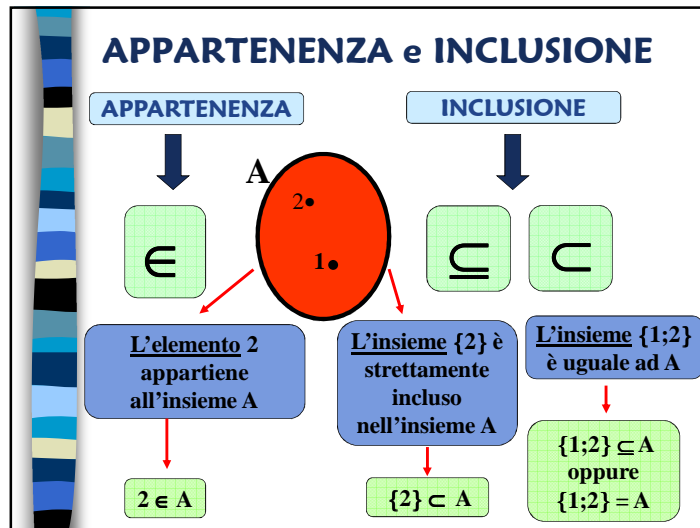 APPARTENENZA e INCLUSIONE
APPARTENENZA
INCLUSIONE
A
2
1
∈
⊆
⊂
L'elemento 2
appartiene
all'insieme A
L'insieme {2} è
strettamente
incluso
nell'insieme A
L'insieme {1;2}
è uguale ad A
2 ∈ A
{2} ⊂ A
{1;2} ⊆ A
oppure
{1;2} = A